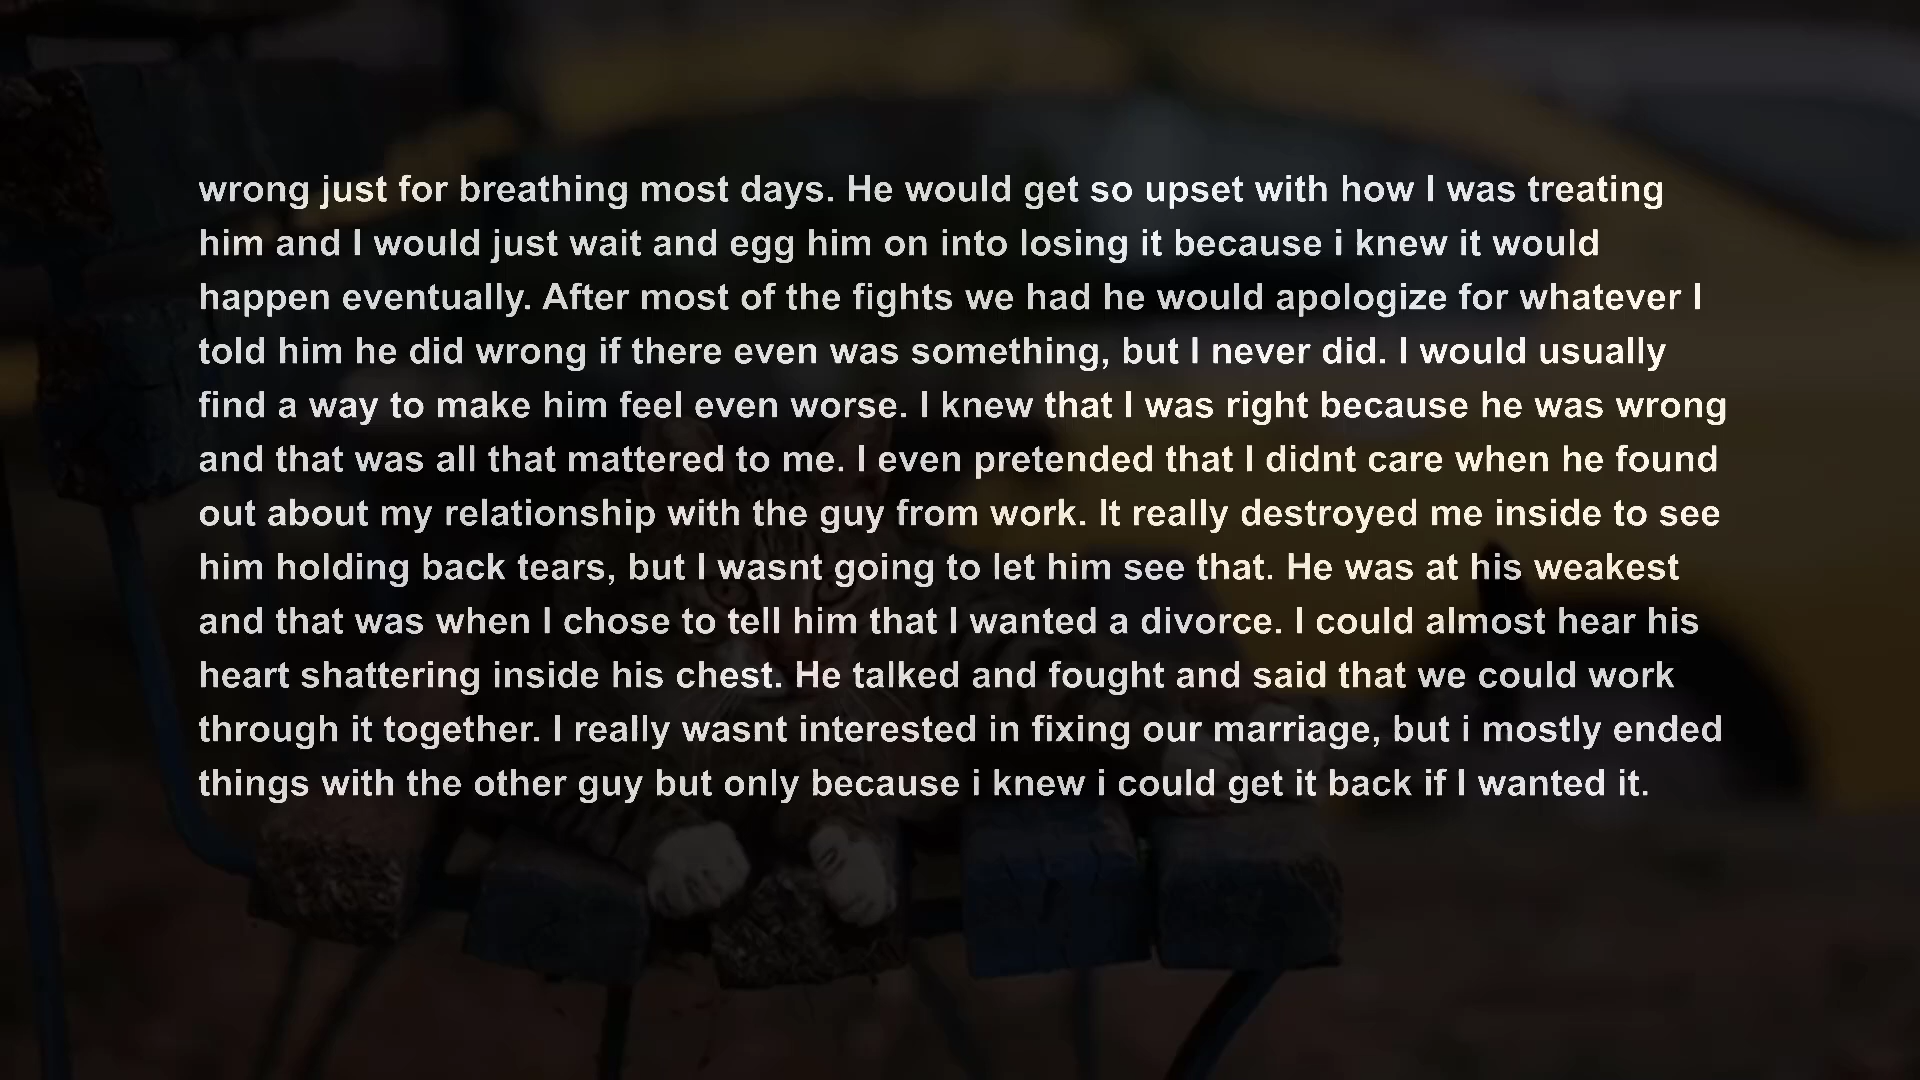 wrong just for breathing most days. He would get so upset with how I was treating
him and I would just wait and egg him on into losing it because i knew it would
happen eventually. After most of the fights we had he would apologize for whatever I
told him he did wrong if there even was something, but I never did. I would usually
find a way to make him feel even worse. I knew that I was right because he was wrong
and that was all that mattered to me. I even pretended that I didnt care when he found
out about my relationship with the guy from work. It really destroyed me inside to see
him holding back tears, but I wasnt going to let him see that. He was at his weakest
and that was when I chose to tell him that I wanted a divorce. I could almost hear his
heart shattering inside his chest. He talked and fought and said that we could work
through it together. I really wasnt interested in fixing our marriage, but i mostly ended
things with the other guy but only because i knew i could get it back if I wanted it.